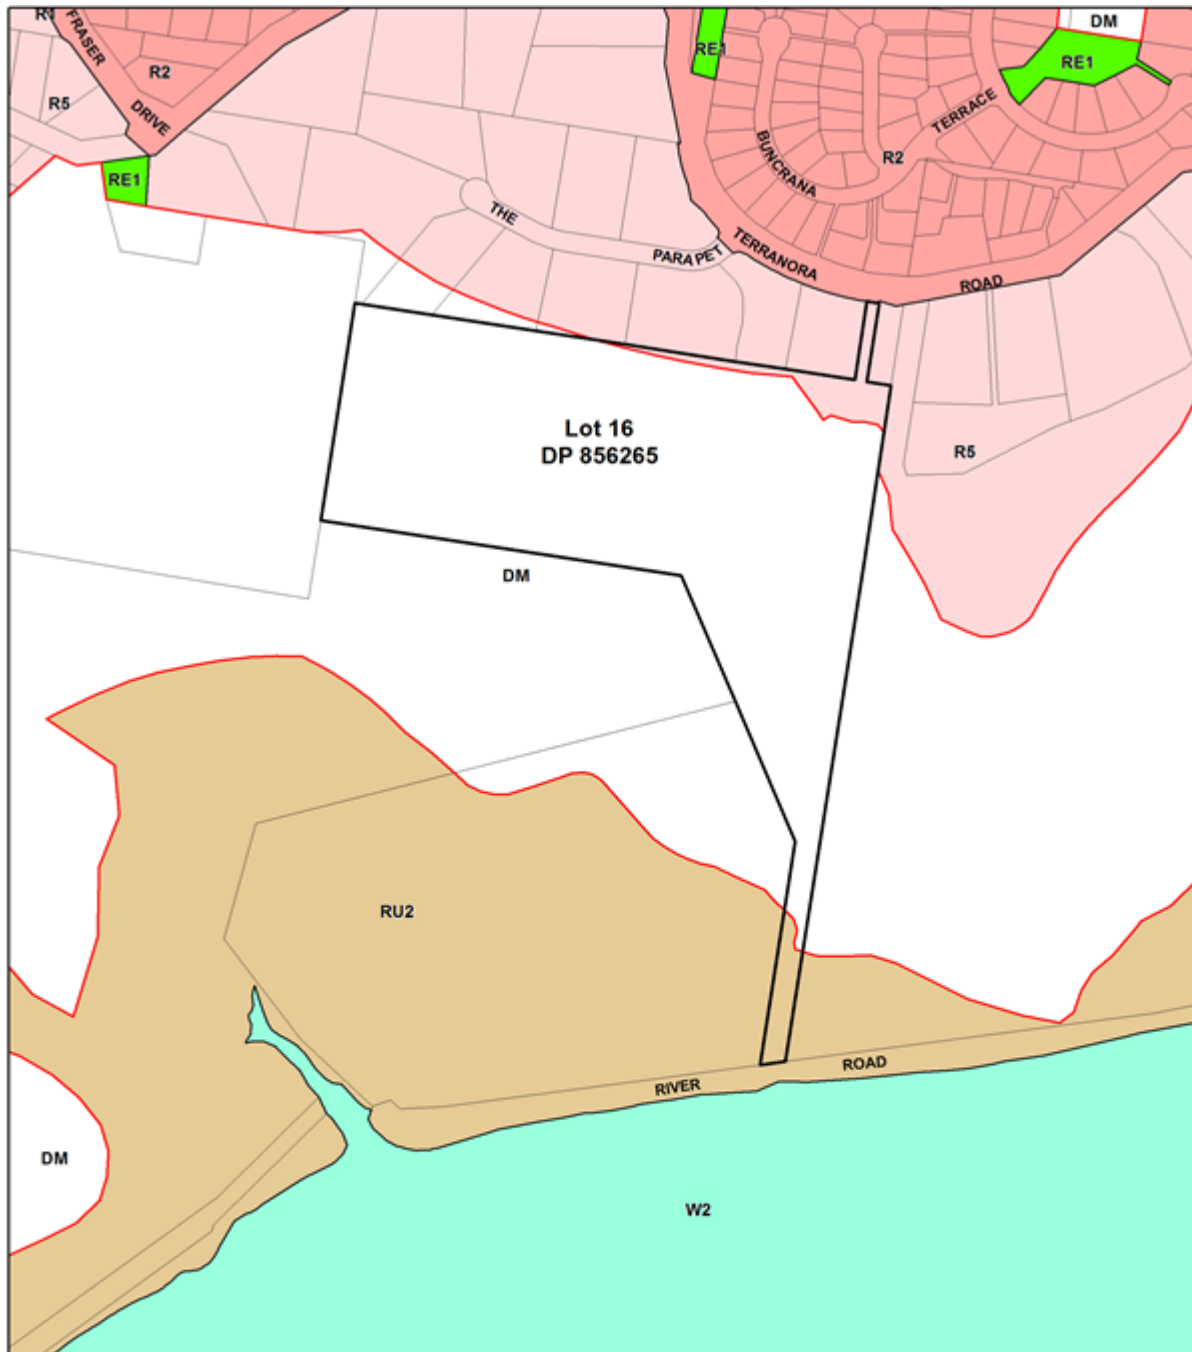 R1
FRASER
DRIVE
R2
R5
RE1
RE1
DM
RE1
TERRACE
BUNCRANA
R2
THE
PARAPET
TERRANORA
ROAD
Lot 16
DP 856265
R5
DM
RU2
RIVER
ROAD
DM
W2